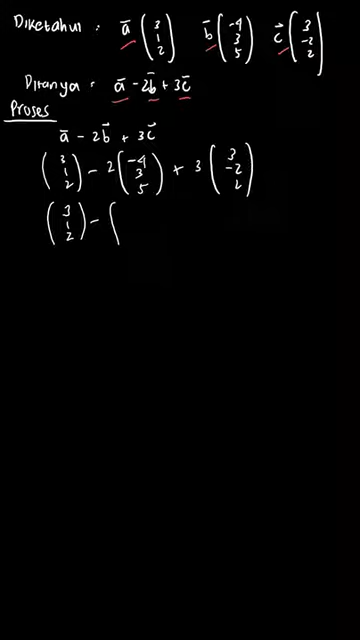 Diketahui : a̅ (3 1 2) b⃗ (-4 3 5) c⃗ (3 -2 2)
Ditanya : a̅ - 2b̅ + 3c̅
Proses
a̅ - 2b⃗ + 3c⃗
(3 1 2) - 2 (-4 3 5) + 3 (3 -2 2)
(3 1 2) - (